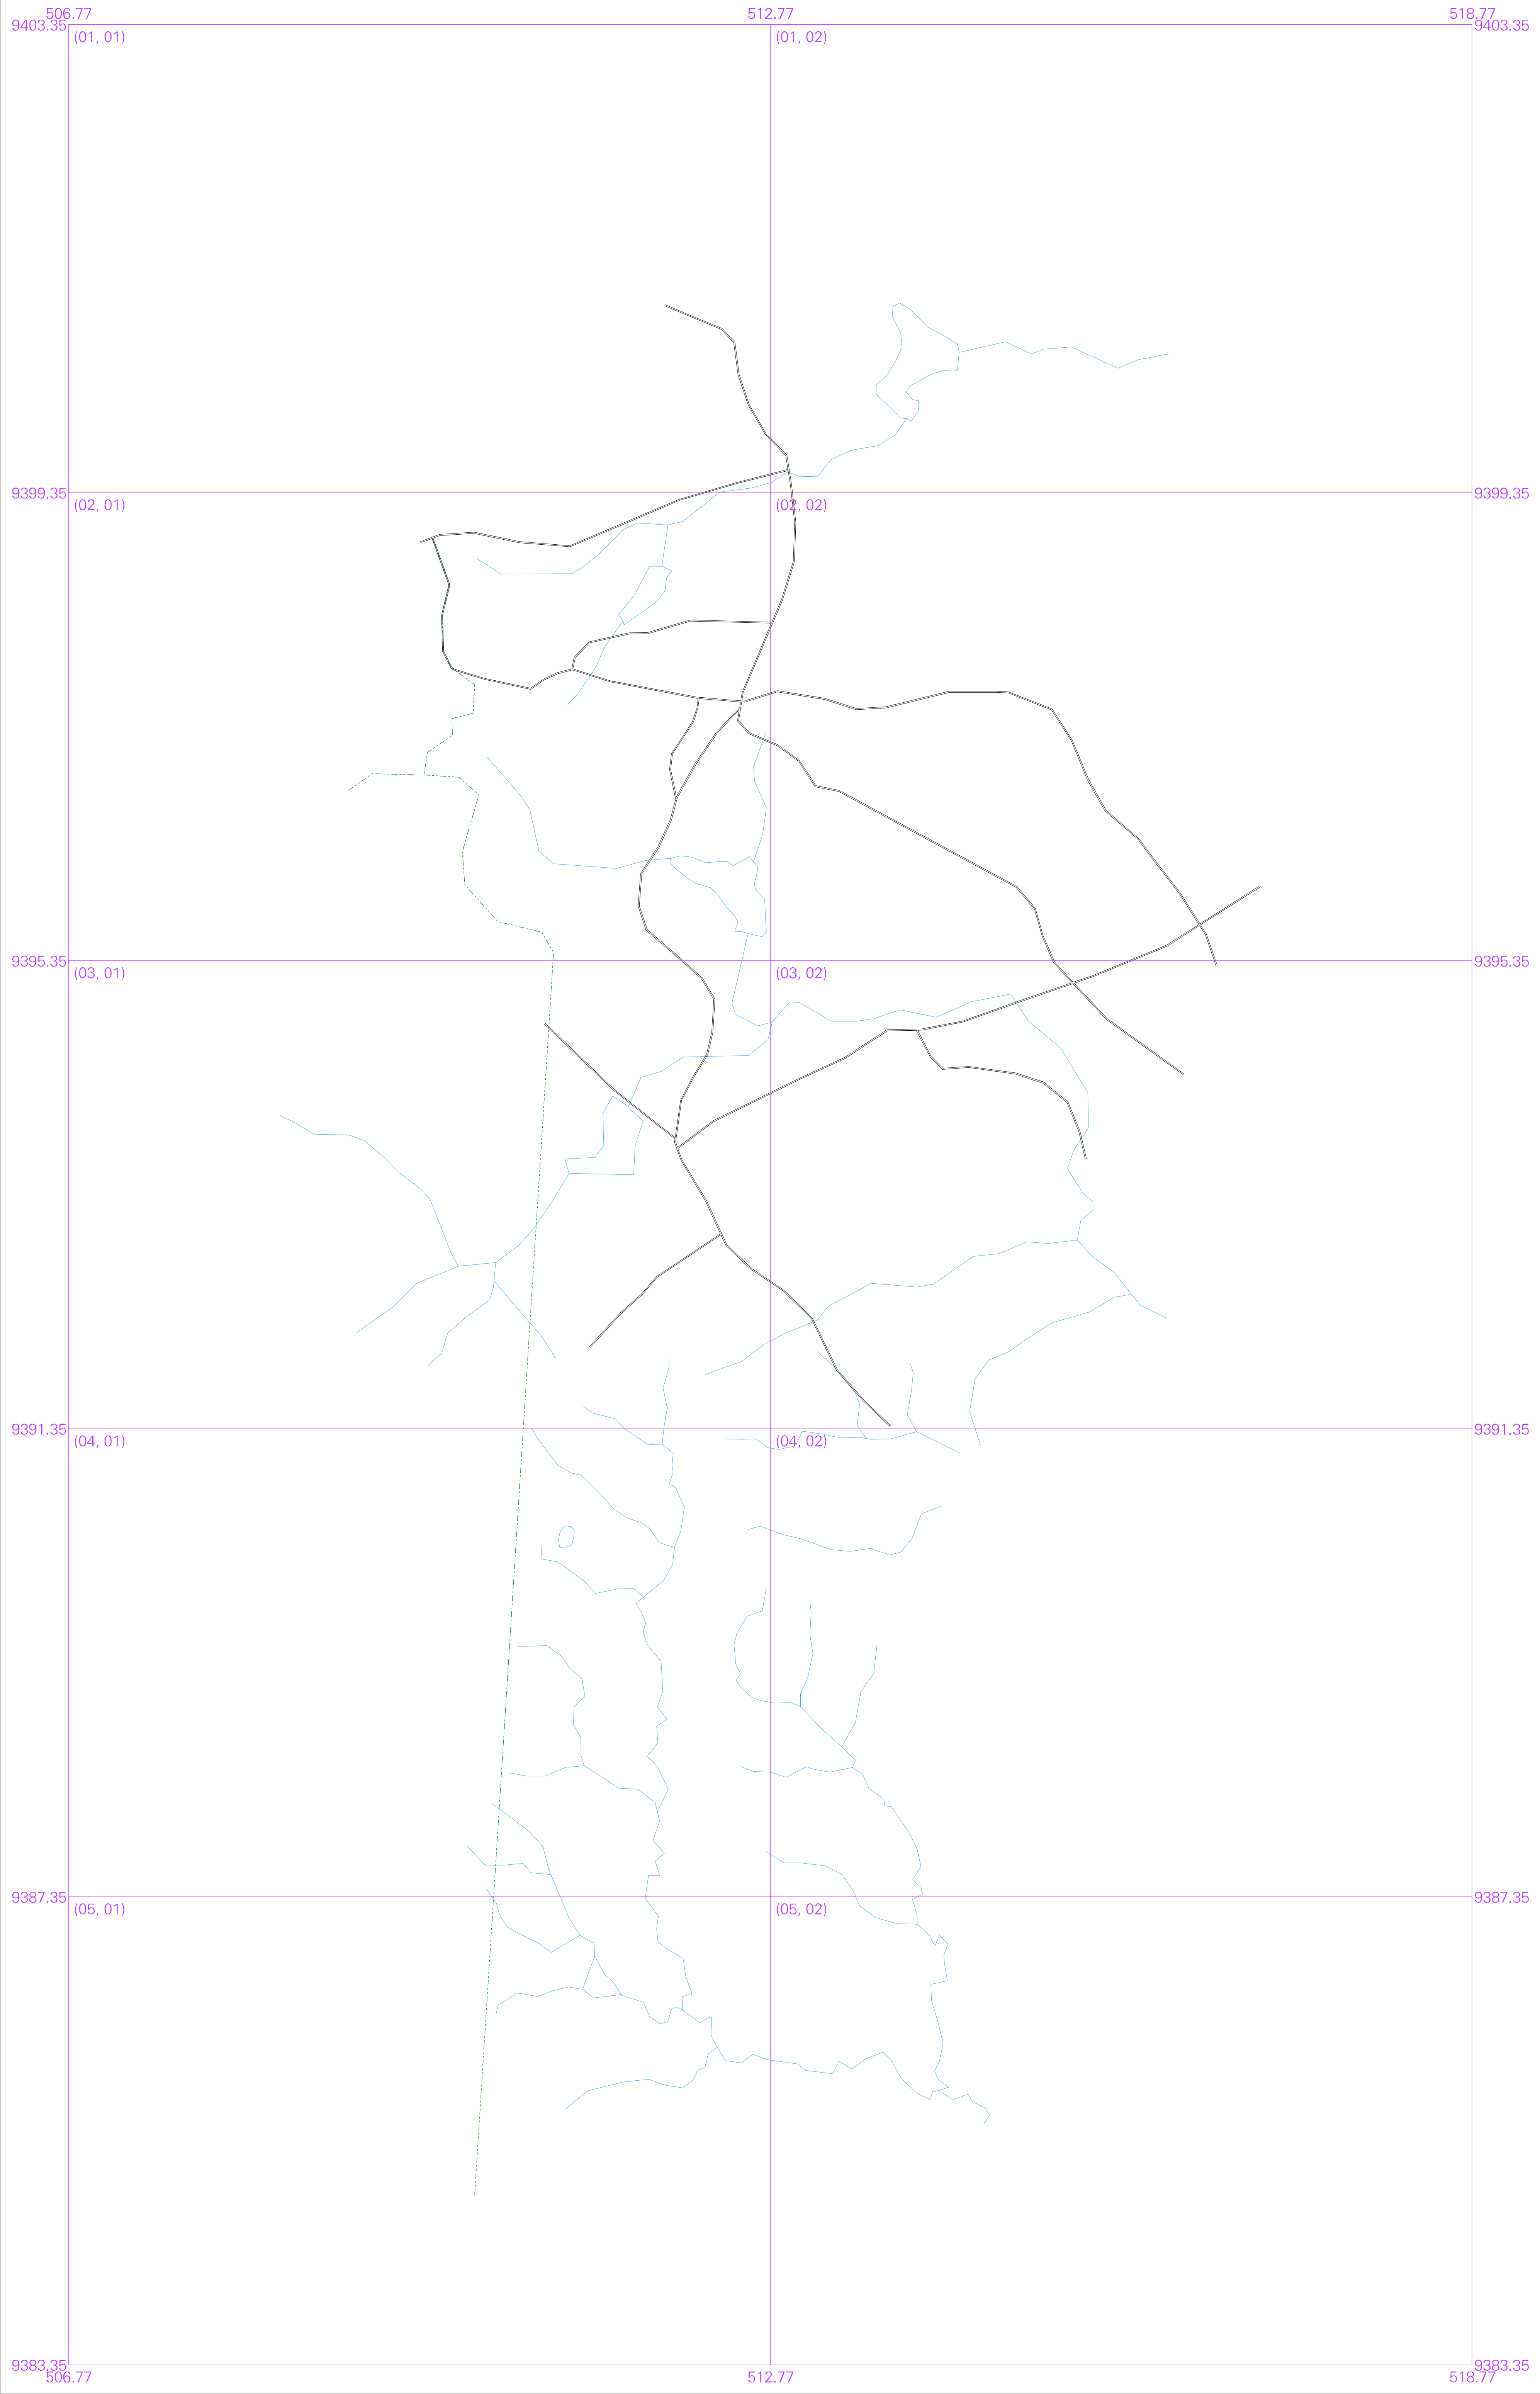 506.77 512.77 518.77
9403.35 9403.35
(01, 01) (01, 02)
9399.35 9399.35
(02, 01) (02, 02)
9395.35 9395.35
(03, 01) (03, 02)
9391.35 9391.35
(04, 01) (04, 02)
9387.35 9387.35
(05, 01) (05, 02)
9383.35 9383.35
506.77 512.77 518.77